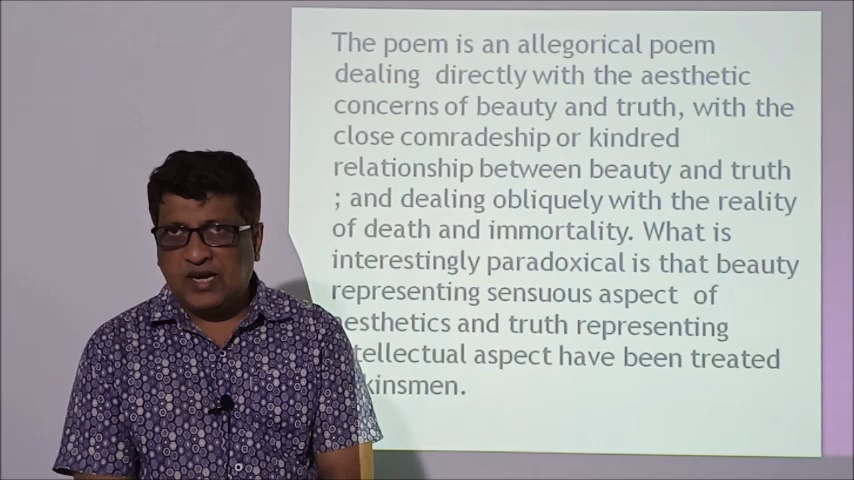 The poem is an allegorical poem
dealing directly with the aesthetic
concerns of beauty and truth, with the
close comradeship or kindred
relationship between beauty and truth
; and dealing obliquely with the reality
of death and immortality. What is
interestingly paradoxical is that beauty
representing sensuous aspect of
aesthetics and truth representing
intellectual aspect have been treated
kinsmen.